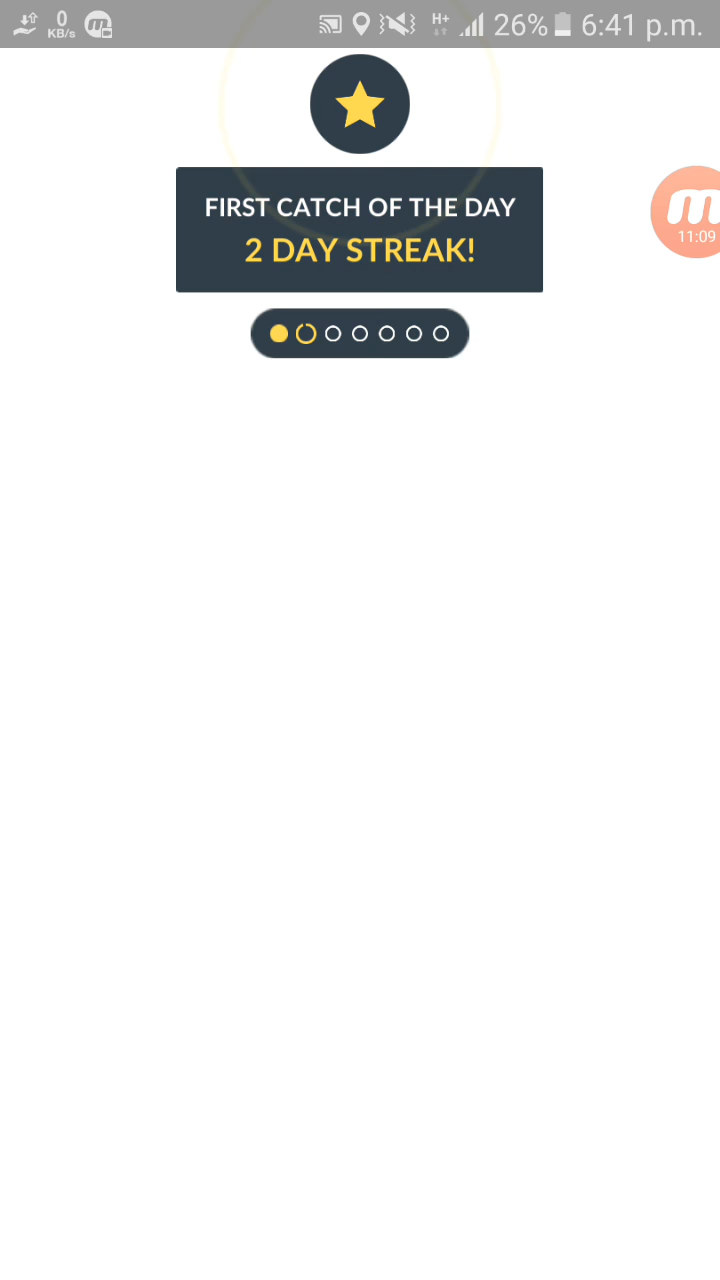 0
KB/s
H+
26%
6:41 p.m.
FIRST CATCH OF THE DAY
2 DAY STREAK!
m
11:09